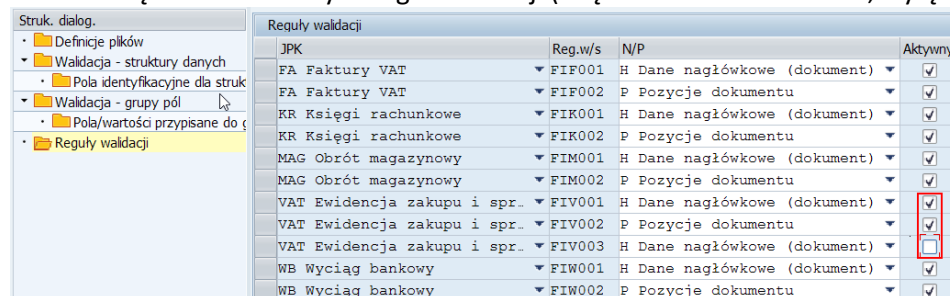 Struk. dialog.
Definicje plików
Walidacja - struktury danych
Pola identyfikacyjne dla struk
Walidacja - grupy pól
Pola/wartości przypisane do g
Reguły walidacji
Reguły walidacji
JPK Reg.w/s N/P Aktywny
FA Faktury VAT FIF001 H Dane nagłówkowe (dokument)
FA Faktury VAT FIF002 P Pozycje dokumentu
KR Księgi rachunkowe FIK001 H Dane nagłówkowe (dokument)
KR Księgi rachunkowe FIK002 P Pozycje dokumentu
MAG Obrót magazynowy FIM001 H Dane nagłówkowe (dokument)
MAG Obrót magazynowy FIM002 P Pozycje dokumentu
VAT Ewidencja zakupu i spr… FIV001 H Dane nagłówkowe (dokument)
VAT Ewidencja zakupu i spr… FIV002 P Pozycje dokumentu
VAT Ewidencja zakupu i spr… FIV003 H Dane nagłówkowe (dokument)
WB Wyciąg bankowy FIW001 H Dane nagłówkowe (dokument)
WB Wyciąg bankowy FIW002 P Pozycje dokumentu